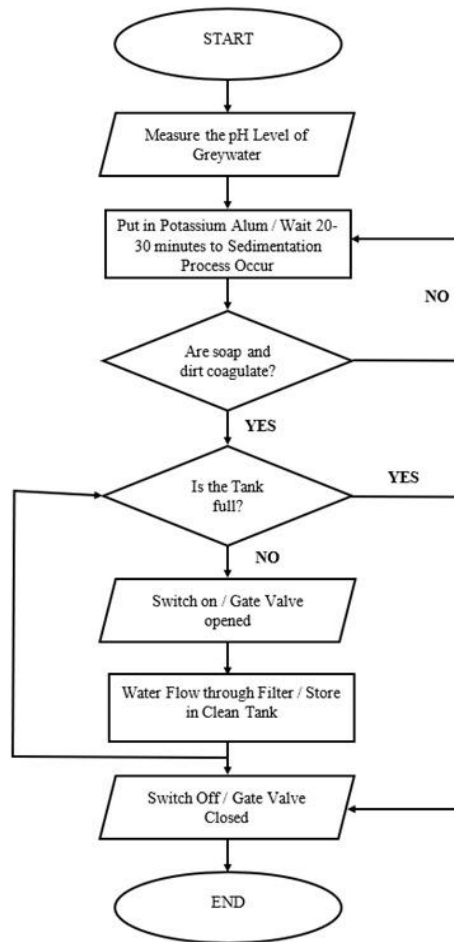 START
Measure the pH Level of
Greywater
Put in Potassium Alum / Wait 20-
30 minutes to Sedimentation
Process Occur
NO
Are soap and
dirt coagulate?
YES
Is the Tank
full?
YES
NO
Switch on / Gate Valve
opened
Water Flow through Filter / Store
in Clean Tank
Switch Off / Gate Valve
Closed
END